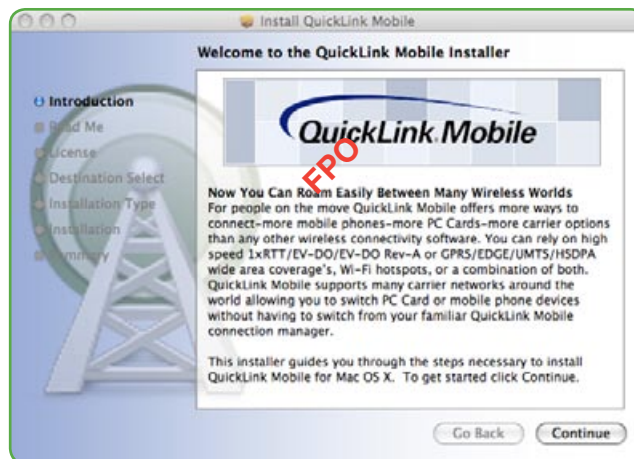 Install QuickLink Mobile
Welcome to the QuickLink Mobile Installer
Introduction
Read Me
License
Destination Select
Installation Type
Installation
Summary
QuickLink Mobile
FPO
Now You Can Roam Easily Between Many Wireless Worlds
For people on the move QuickLink Mobile offers more ways to
connect-more mobile phones-more PC Cards-more carrier options
than any other wireless connectivity software. You can rely on high
speed 1xRTT/EV-DO/EV-DO Rev-A or GPRS/EDGE/UMTS/HSDPA
wide area coverage's, Wi-Fi hotspots, or a combination of both.
QuickLink Mobile supports many carrier networks around the
world allowing you to switch PC Card or mobile phone devices
without having to switch from your familiar QuickLink Mobile
connection manager.
This installer guides you through the steps necessary to install
QuickLink Mobile for Mac OS X. To get started click Continue.
Go Back
Continue